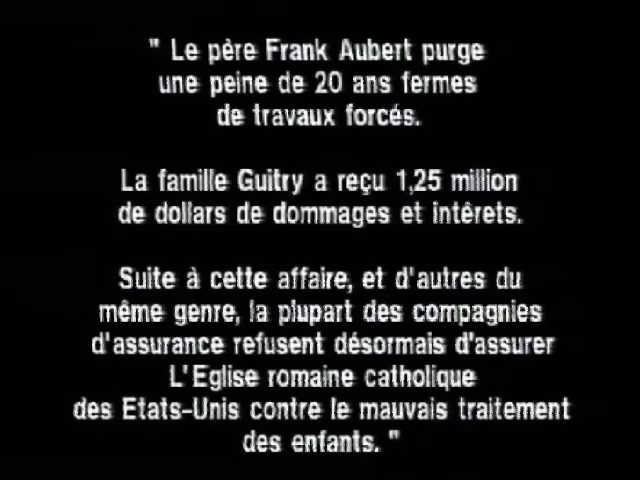 " Le père Frank Aubert purge
une peine de 20 ans fermes
de travaux forcés.
La famille Guitry a reçu 1,25 million
de dollars de dommages et intêrets.
Suite à cette affaire, et d'autres du
même genre, la plupart des compagnies
d'assurance refusent désormais d'assurer
L'Eglise romaine catholique
des Etats-Unis contre le mauvais traitement
des enfants. "